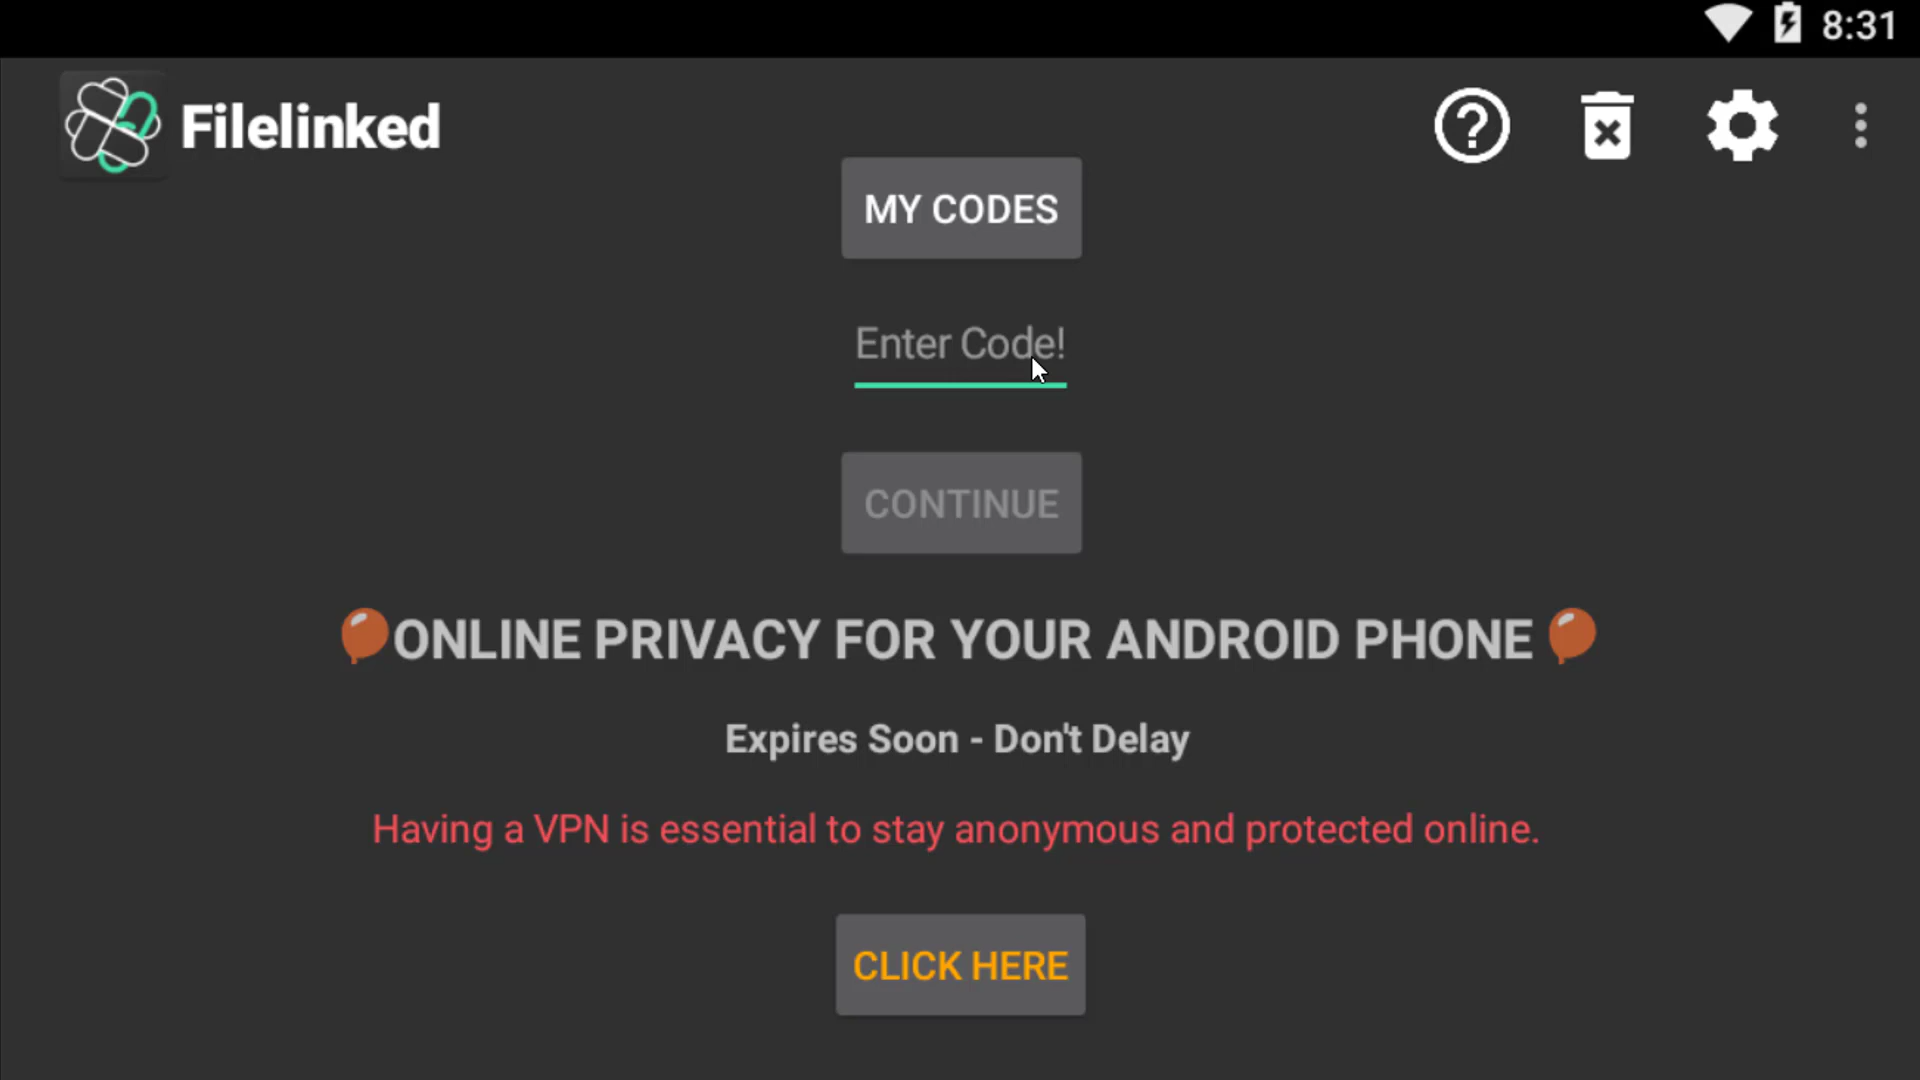 8:31
Filelinked
MY CODES
Enter Code!
CONTINUE
🎈ONLINE PRIVACY FOR YOUR ANDROID PHONE🎈
Expires Soon - Don't Delay
Having a VPN is essential to stay anonymous and protected online.
CLICK HERE